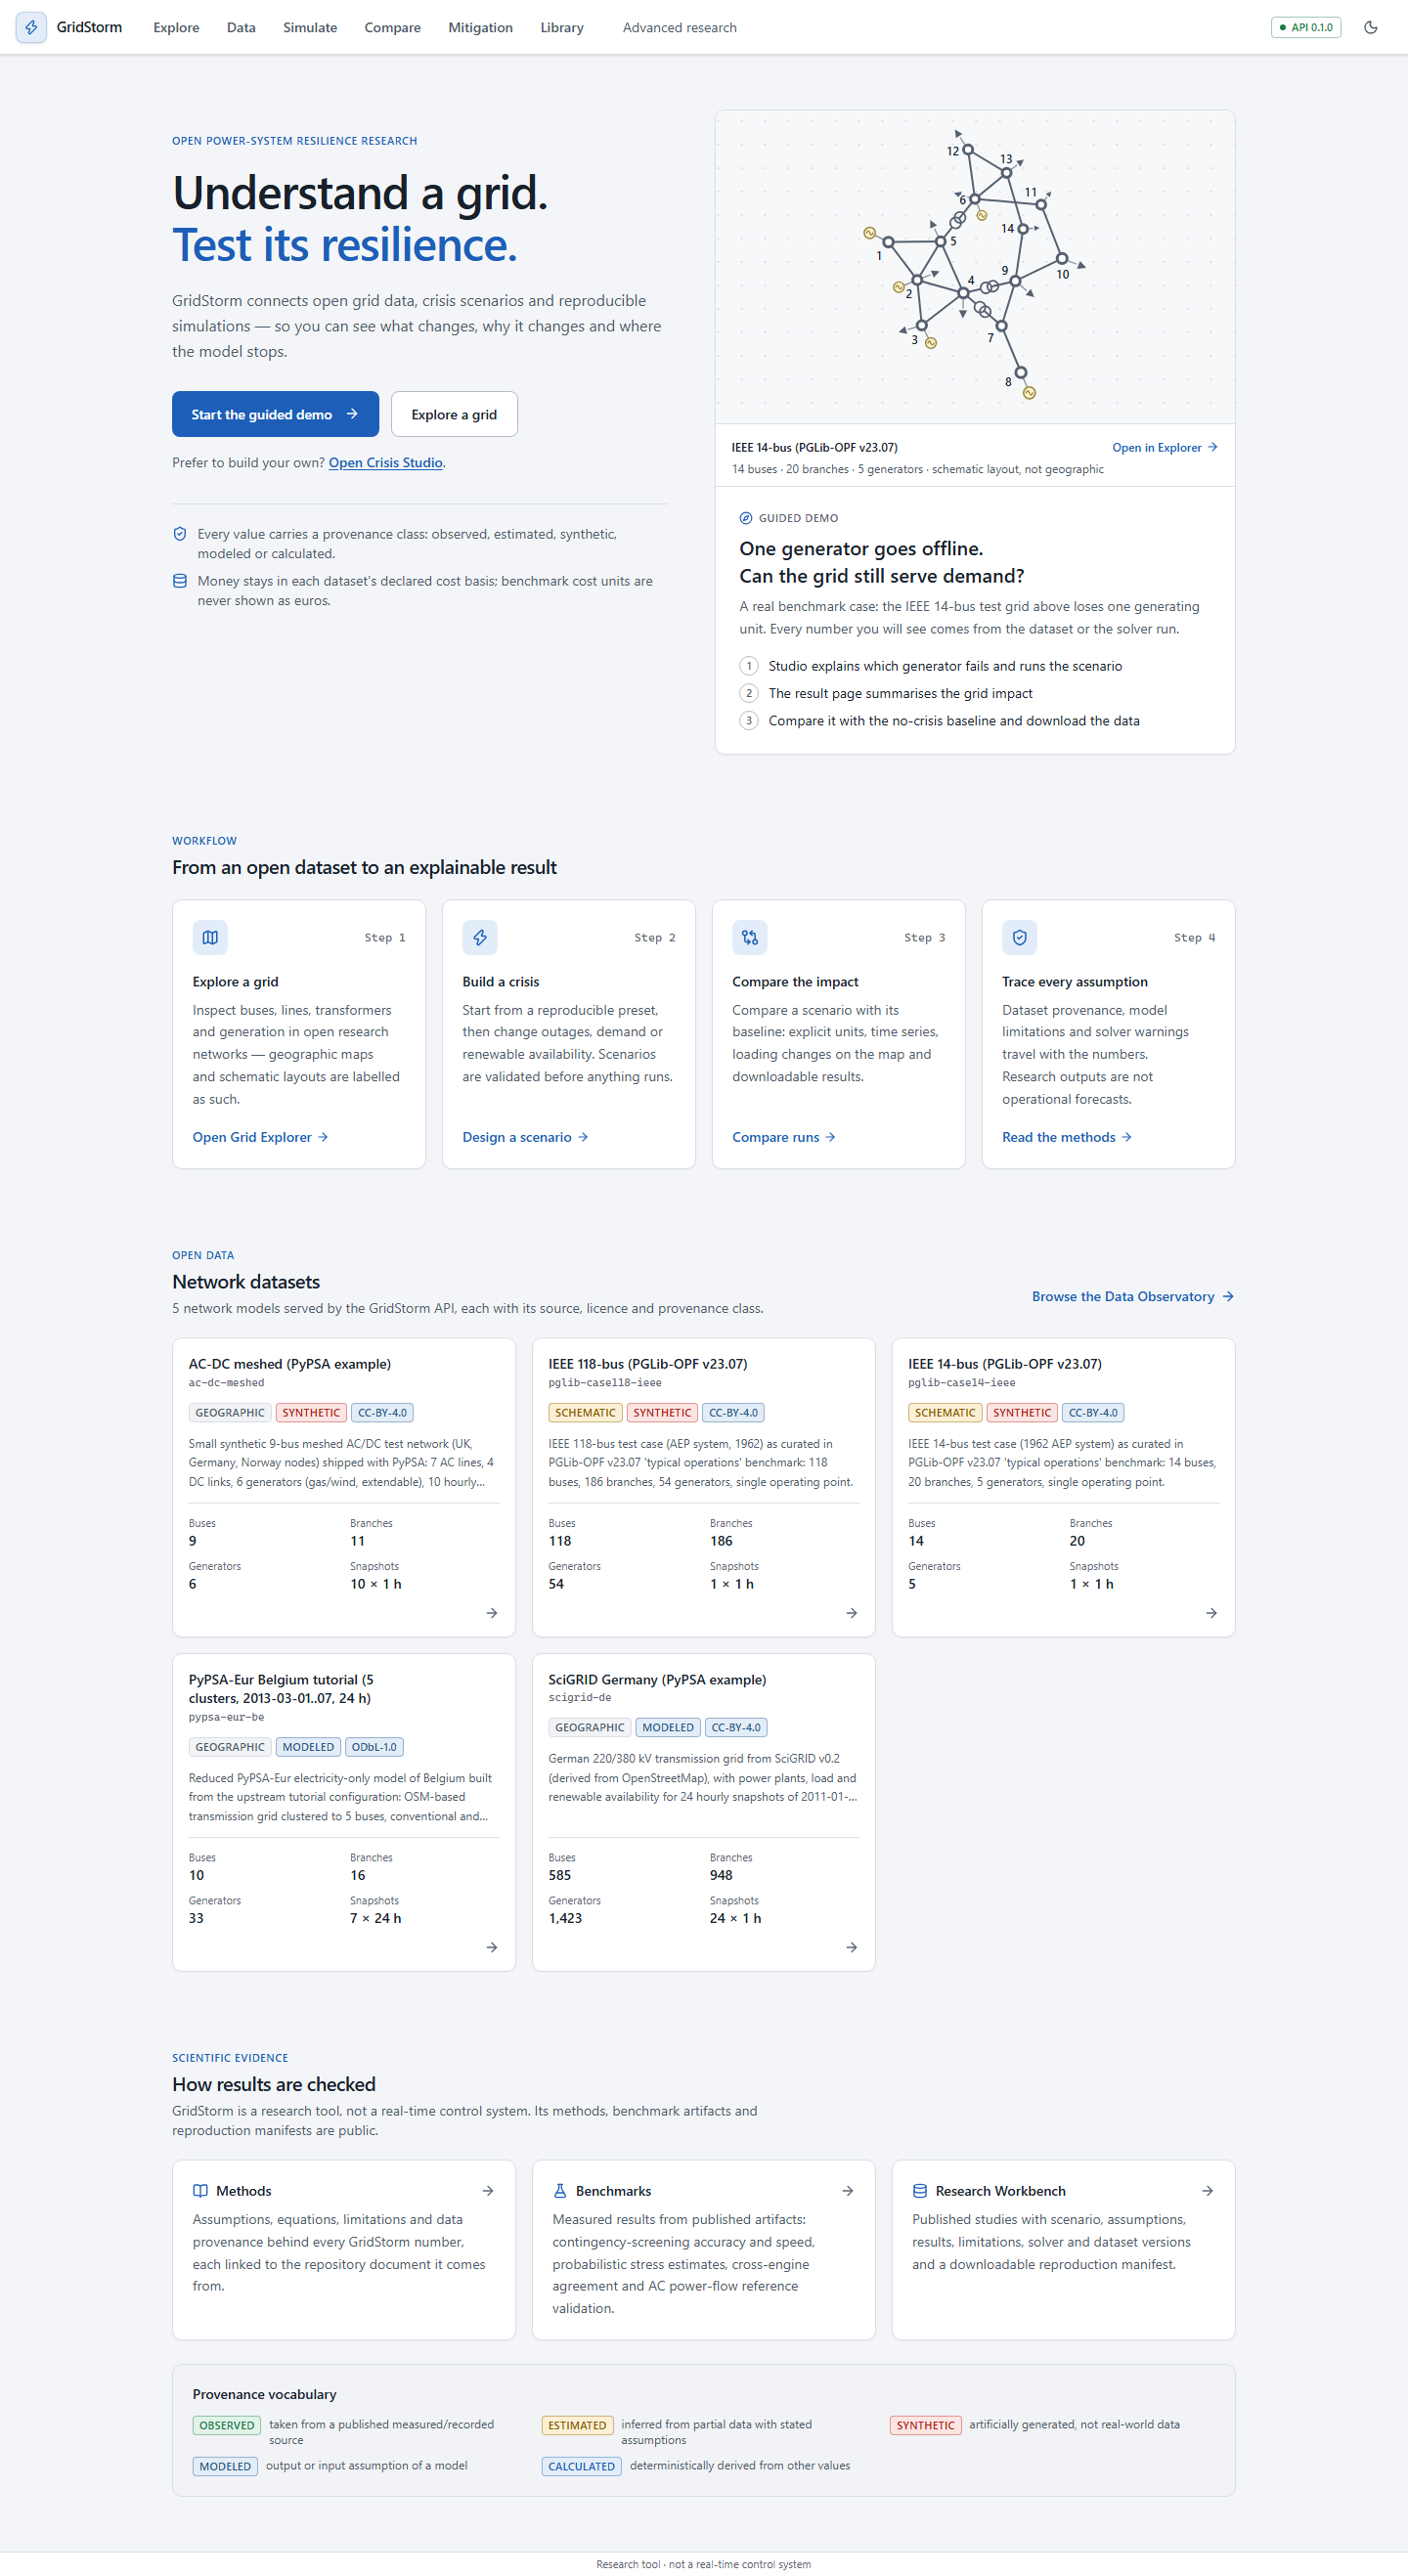 GridStorm Explore Data Simulate Compare Mitigation Library Advanced research API 0.1.0
OPEN POWER-SYSTEM RESILIENCE RESEARCH
Understand a grid.
Test its resilience.
GridStorm connects open grid data, crisis scenarios and reproducible
simulations — so you can see what changes, why it changes and where
the model stops.
Start the guided demo → Explore a grid
Prefer to build your own? Open Crisis Studio.
Every value carries a provenance class: observed, estimated, synthetic,
modeled or calculated.
Money stays in each dataset's declared cost basis; benchmark cost units are
never shown as euros.
12
13
6
11
14
1
5
2
4
9
10
3
7
8
IEEE 14-bus (PGLib-OPF v23.07) Open in Explorer →
14 buses · 20 branches · 5 generators · schematic layout, not geographic
GUIDED DEMO
One generator goes offline.
Can the grid still serve demand?
A real benchmark case: the IEEE 14-bus test grid above loses one generating
unit. Every number you will see comes from the dataset or the solver run.
1 Studio explains which generator fails and runs the scenario
2 The result page summarises the grid impact
3 Compare it with the no-crisis baseline and download the data
WORKFLOW
From an open dataset to an explainable result
Step 1
Explore a grid
Inspect buses, lines, transformers
and generation in open research
networks — geographic maps
and schematic layouts are labelled
as such.
Open Grid Explorer →
Step 2
Build a crisis
Start from a reproducible preset,
then change outages, demand or
renewable availability. Scenarios
are validated before anything runs.
Design a scenario →
Step 3
Compare the impact
Compare a scenario with its
baseline: explicit units, time series,
loading changes on the map and
downloadable results.
Compare runs →
Step 4
Trace every assumption
Dataset provenance, model
limitations and solver warnings
travel with the numbers.
Research outputs are not
operational forecasts.
Read the methods →
OPEN DATA
Network datasets
5 network models served by the GridStorm API, each with its source, licence and provenance class.
Browse the Data Observatory →
AC-DC meshed (PyPSA example)
ac-dc-meshed
GEOGRAPHIC SYNTHETIC CC-BY-4.0
Small synthetic 9-bus meshed AC/DC test network (UK,
Germany, Norway nodes) shipped with PyPSA: 7 AC lines, 4
DC links, 6 generators (gas/wind, extendable), 10 hourly...
Buses Branches
9 11
Generators Snapshots
6 10 × 1 h
→
IEEE 118-bus (PGLib-OPF v23.07)
pglib-case118-ieee
SCHEMATIC SYNTHETIC CC-BY-4.0
IEEE 118-bus test case (AEP system, 1962) as curated in
PGLib-OPF v23.07 'typical operations' benchmark: 118
buses, 186 branches, 54 generators, single operating point.
Buses Branches
118 186
Generators Snapshots
54 1 × 1 h
→
IEEE 14-bus (PGLib-OPF v23.07)
pglib-case14-ieee
SCHEMATIC SYNTHETIC CC-BY-4.0
IEEE 14-bus test case (1962 AEP system) as curated in
PGLib-OPF v23.07 'typical operations' benchmark: 14 buses,
20 branches, 5 generators, single operating point.
Buses Branches
14 20
Generators Snapshots
5 1 × 1 h
→
PyPSA-Eur Belgium tutorial (5
clusters, 2013-03-01..07, 24 h)
pypsa-eur-be
GEOGRAPHIC MODELED ODbL-1.0
Reduced PyPSA-Eur electricity-only model of Belgium built
from the upstream tutorial configuration: OSM-based
transmission grid clustered to 5 buses, conventional and...
Buses Branches
10 16
Generators Snapshots
33 7 × 24 h
→
SciGRID Germany (PyPSA example)
scigrid-de
GEOGRAPHIC MODELED CC-BY-4.0
German 220/380 kV transmission grid from SciGRID v0.2
(derived from OpenStreetMap), with power plants, load and
renewable availability for 24 hourly snapshots of 2011-01-...
Buses Branches
585 948
Generators Snapshots
1,423 24 × 1 h
→
SCIENTIFIC EVIDENCE
How results are checked
GridStorm is a research tool, not a real-time control system. Its methods, benchmark artifacts and
reproduction manifests are public.
Methods →
Assumptions, equations, limitations and data
provenance behind every GridStorm number,
each linked to the repository document it comes
from.
Benchmarks →
Measured results from published artifacts:
contingency-screening accuracy and speed,
probabilistic stress estimates, cross-engine
agreement and AC power-flow reference
validation.
Research Workbench →
Published studies with scenario, assumptions,
results, limitations, solver and dataset versions
and a downloadable reproduction manifest.
Provenance vocabulary
OBSERVED taken from a published measured/recorded
source
ESTIMATED inferred from partial data with stated
assumptions
SYNTHETIC artificially generated, not real-world data
MODELED output or input assumption of a model
CALCULATED deterministically derived from other values
Research tool · not a real-time control system